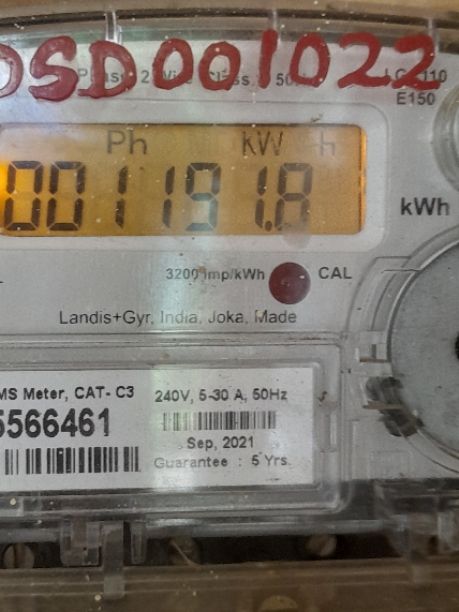 OSD001022
E150
Ph kW h
001191.8 kWh
3200 imp/kWh CAL
Landis+Gyr, India, Joka, Made
MS Meter, CAT- C3
240V, 5-30 A, 50Hz
5566461
Sep, 2021
Guarantee : 5 Yrs.